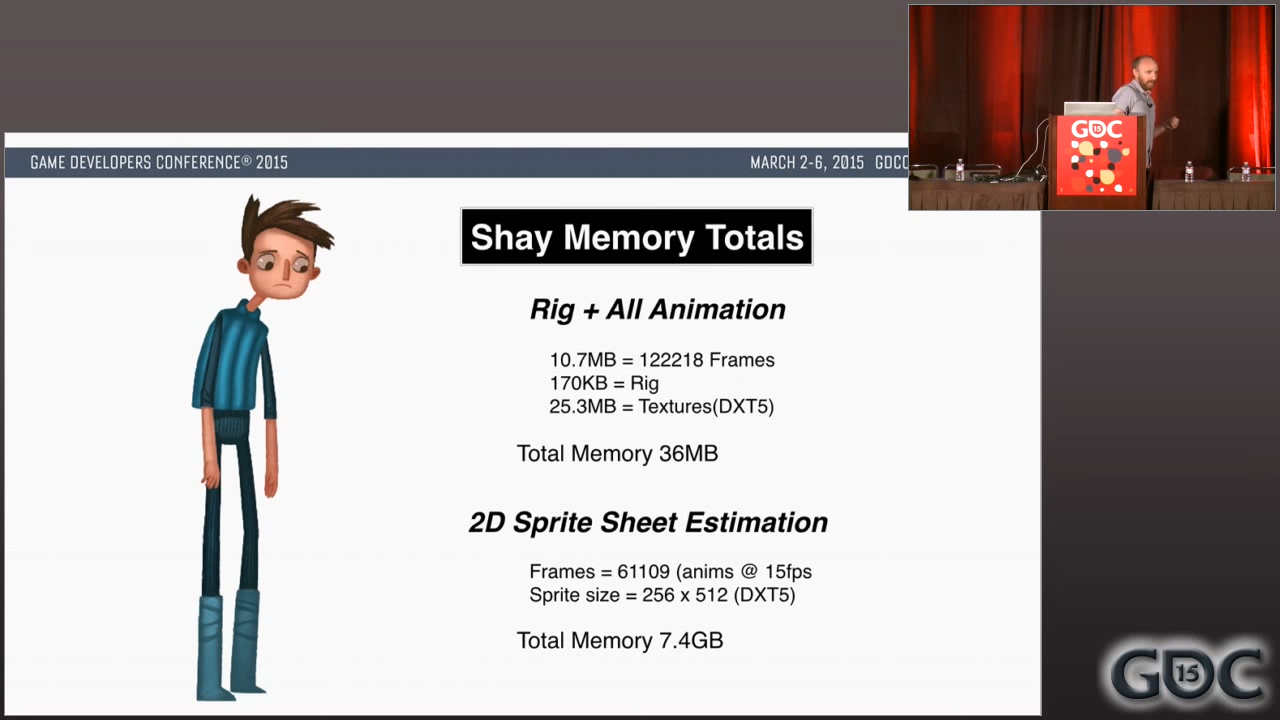 GAME DEVELOPERS CONFERENCE® 2015
MARCH 2-6, 2015 GDCO
Shay Memory Totals
Rig + All Animation
10.7MB = 122218 Frames
170KB = Rig
25.3MB = Textures(DXT5)
Total Memory 36MB
2D Sprite Sheet Estimation
Frames = 61109 (anims @ 15fps
Sprite size = 256 x 512 (DXT5)
Total Memory 7.4GB
GDC 15
GDC 15